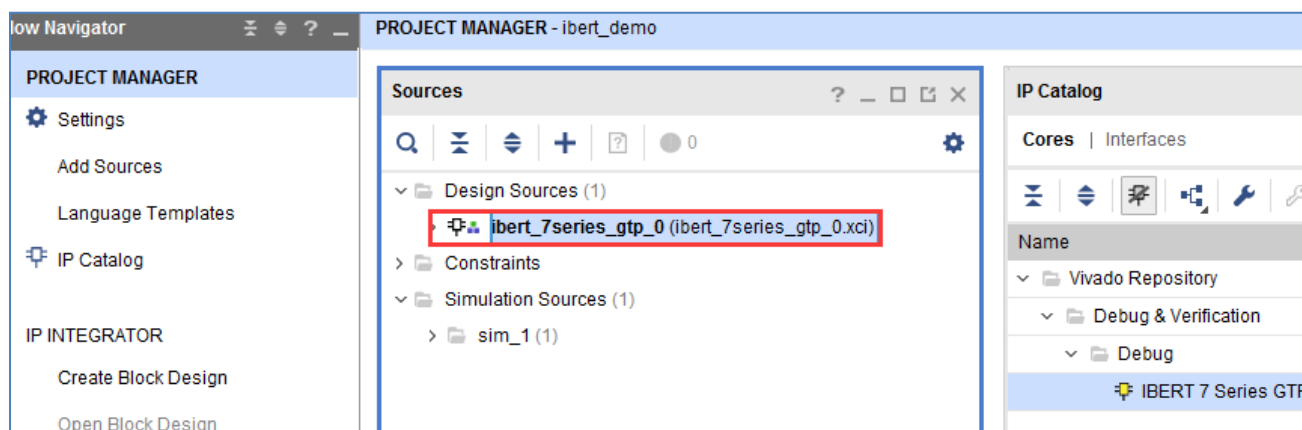 low Navigator
PROJECT MANAGER - ibert_demo
PROJECT MANAGER
Settings
Add Sources
Language Templates
IP Catalog
IP INTEGRATOR
Create Block Design
Open Block Design
Sources
0
Design Sources (1)
ibert_7series_gtp_0 (ibert_7series_gtp_0.xci)
Constraints
Simulation Sources (1)
sim_1 (1)
IP Catalog
Cores | Interfaces
Name
Vivado Repository
Debug & Verification
Debug
IBERT 7 Series GTP